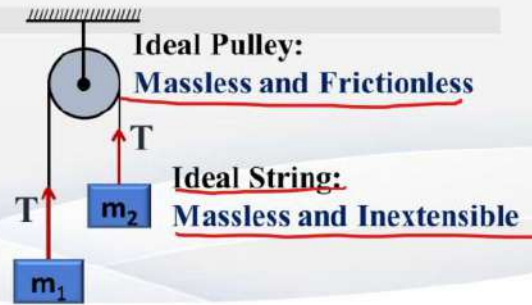 Ideal Pulley:
Massless and Frictionless
T
Ideal String:
T
m₂
Massless and Inextensible
m₁